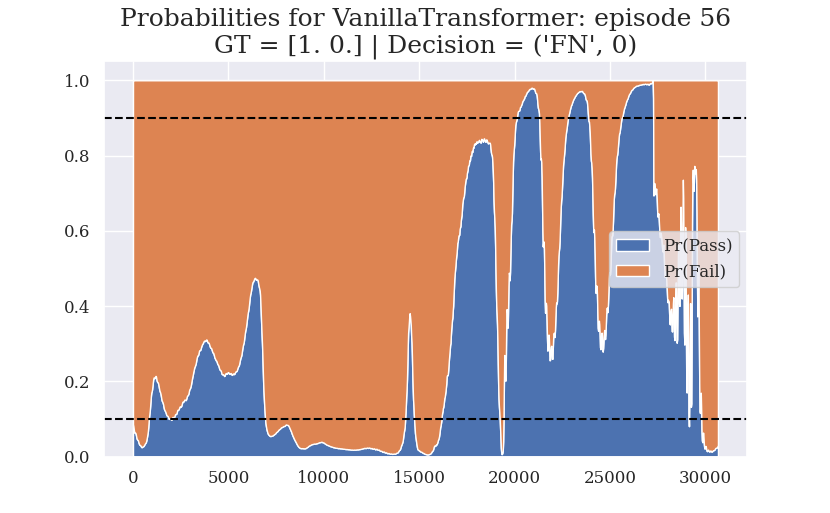 Probabilities for VanillaTransformer: episode 56
GT = [1. 0.] | Decision = ('FN', 0)
1.0
0.8
0.6
0.4
0.2
0.0
Pr(Pass)
Pr(Fail)
0 5000 10000 15000 20000 25000 30000